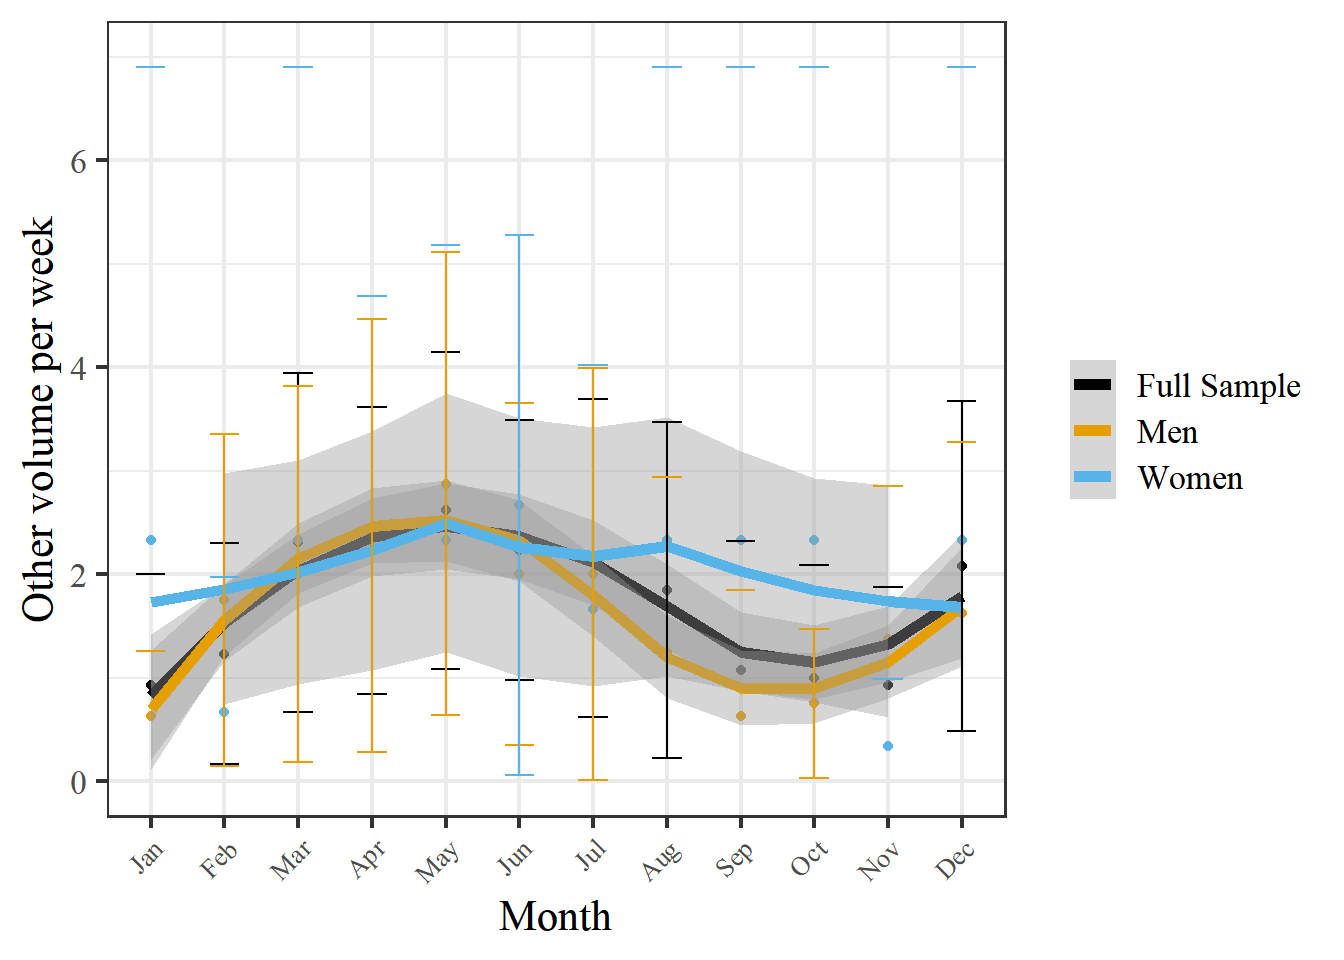 Other volume per week
6
4
2
0
Jan
Feb
Mar
Apr
May
Jun
Jul
Aug
Sep
Oct
Nov
Dec
Month
Full Sample
Men
Women